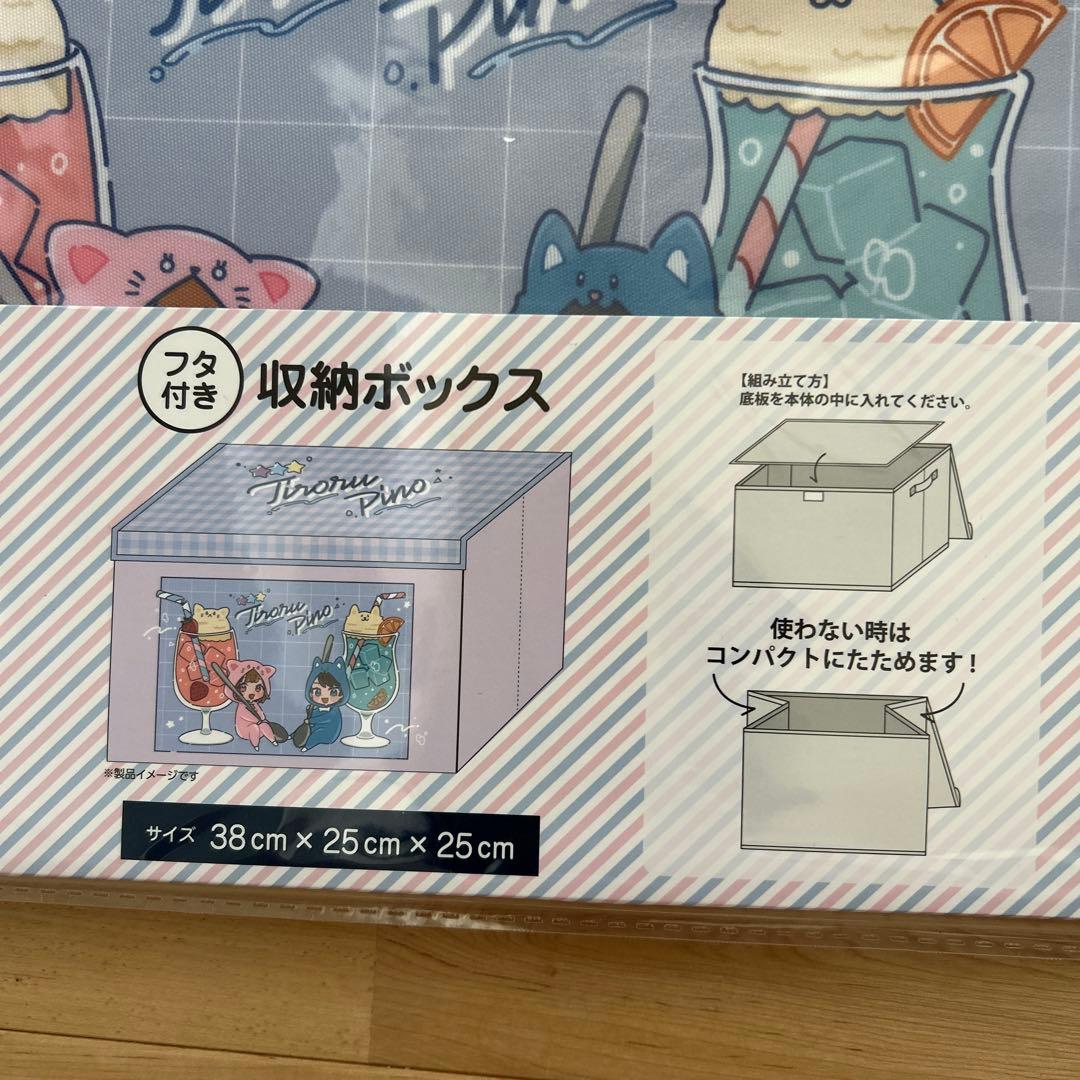 フタ
付き
収納ボックス
Tiroru
Pino
Tiroru
Pino
※製品イメージです
サイズ 38cm×25cm×25cm
【組み立て方】
底板を本体の中に入れてください。
使わない時は
コンパクトにたためます!